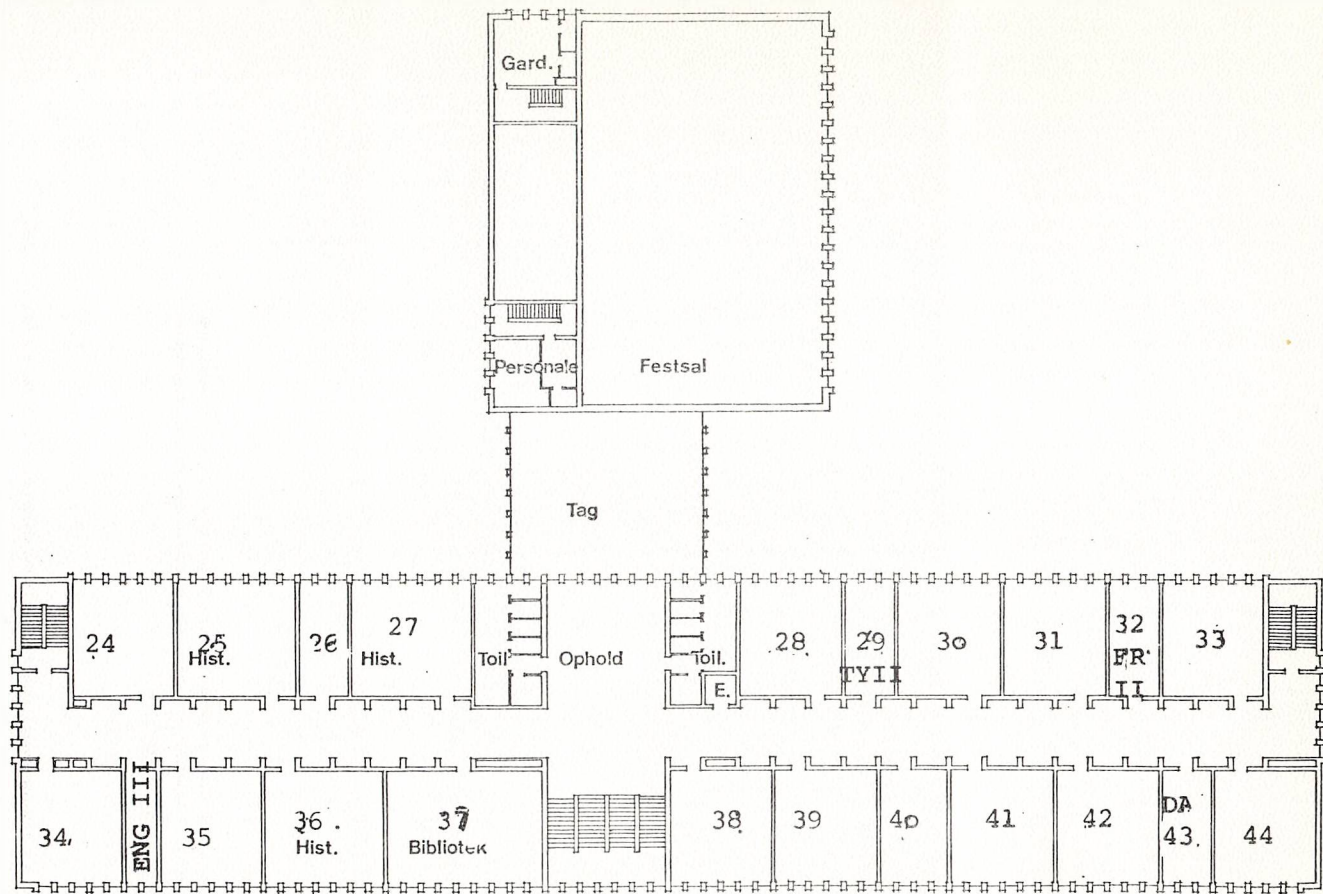 Gard.
Personale
Festsal
Tag
24
25
Hist.
26
27
Hist.
Toil.
Ophold
Toil.
E.
28
29
TYII
30
31
32
FR
II
33
34
ENG III
35
36
Hist.
37
Bibliotek
38
39
40
41
42
DA
43
44